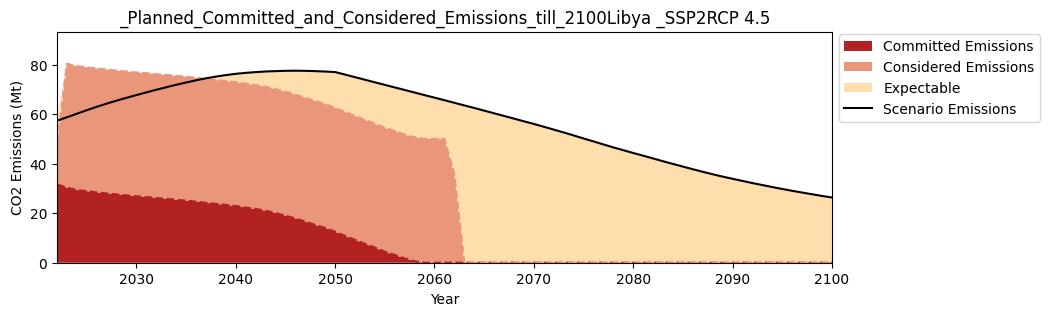 _Planned_Committed_and_Considered_Emissions_till_2100Libya _SSP2RCP 4.5
CO2 Emissions (Mt)
80
60
40
20
0
2030 2040 2050 2060 2070 2080 2090 2100
Year
Committed Emissions
Considered Emissions
Expectable
Scenario Emissions